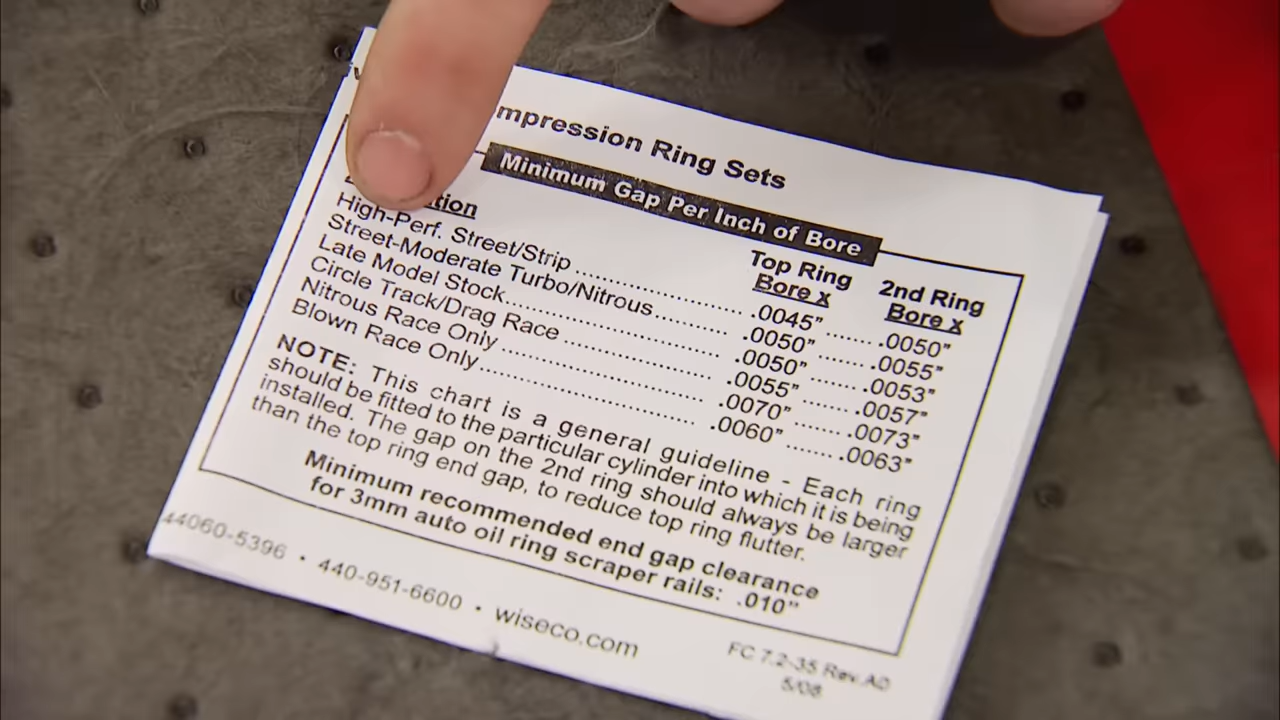 mpression Ring Sets
Minimum Gap Per Inch of Bore
Top Ring 2nd Ring
Bore x Bore x
High-Perf. Street/Strip .0045" .0050"
Street-Moderate Turbo/Nitrous .0050" .0055"
Late Model Stock .0050" .0053"
Circle Track/Drag Race .0055" .0057"
Nitrous Race Only .0070" .0073"
Blown Race Only .0060" .0063"
NOTE: This chart is a general guideline - Each ring
should be fitted to the particular cylinder into which it is being
installed. The gap on the 2nd ring should always be larger
than the top ring end gap, to reduce top ring flutter.
Minimum recommended end gap clearance
for 3mm auto oil ring scraper rails: .010"
44060-5396 • 440-951-6600 • wiseco.com
FC 7.2-35 Rev.A0
5/08